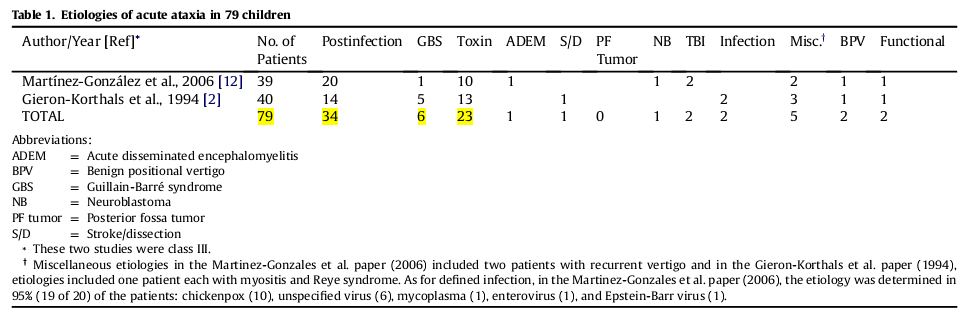 Table 1. Etiologies of acute ataxia in 79 children
Author/Year [Ref]* No. of Patients Postinfection GBS Toxin ADEM S/D PF Tumor NB TBI Infection Misc.† BPV Functional
Martínez-González et al., 2006 [12] 39 20 1 10 1 1 2 2 1 1
Gieron-Korthals et al., 1994 [2] 40 14 5 13 1 2 3 1 1
TOTAL 79 34 6 23 1 1 0 1 2 2 5 2 2
Abbreviations:
ADEM = Acute disseminated encephalomyelitis
BPV = Benign positional vertigo
GBS = Guillain-Barré syndrome
NB = Neuroblastoma
PF tumor = Posterior fossa tumor
S/D = Stroke/dissection
* These two studies were class III.
† Miscellaneous etiologies in the Martinez-Gonzales et al. paper (2006) included two patients with recurrent vertigo and in the Gieron-Korthals et al. paper (1994),
etiologies included one patient each with myositis and Reye syndrome. As for defined infection, in the Martinez-Gonzales et al. paper (2006), the etiology was determined in
95% (19 of 20) of the patients: chickenpox (10), unspecified virus (6), mycoplasma (1), enterovirus (1), and Epstein-Barr virus (1).